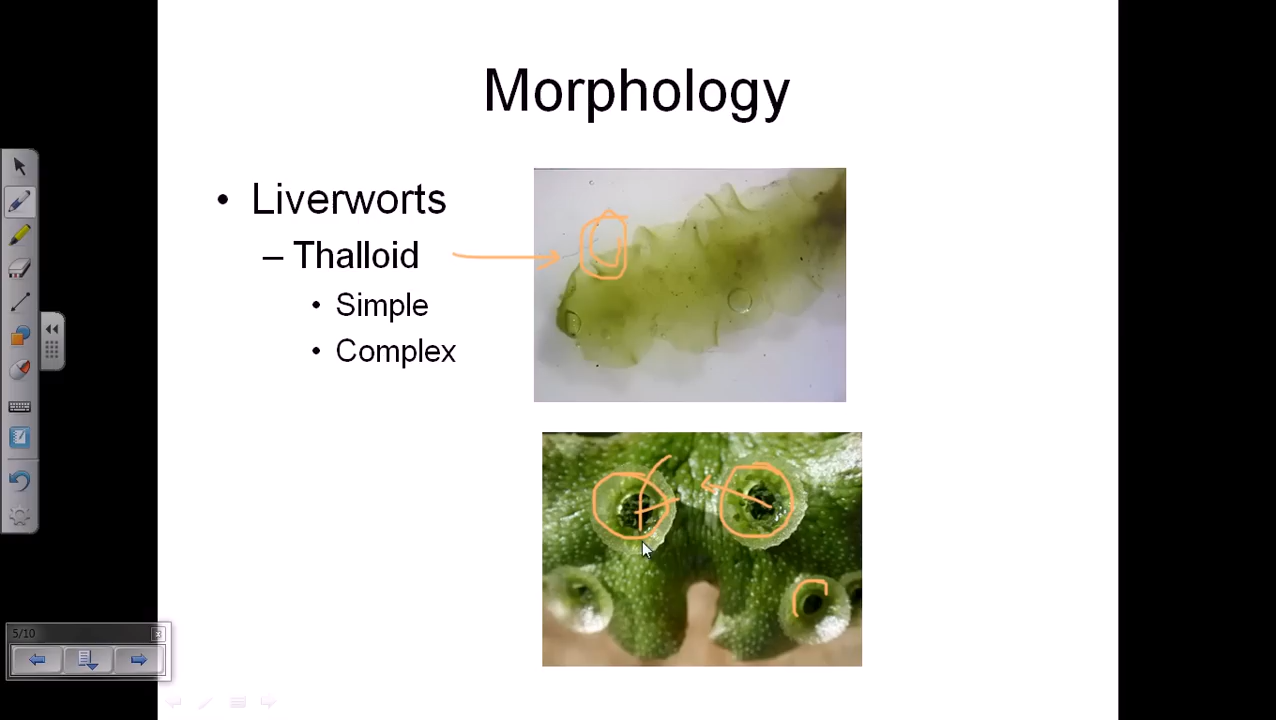 Morphology
• Liverworts
– Thalloid
• Simple
• Complex
5/10